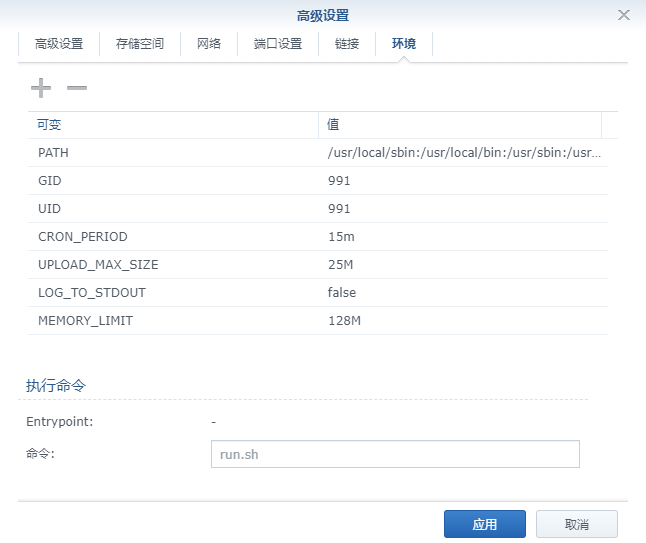 高级设置
高级设置 存储空间 网络 端口设置 链接 环境
可变 值
PATH /usr/local/sbin:/usr/local/bin:/usr/sbin:/usr...
GID 991
UID 991
CRON_PERIOD 15m
UPLOAD_MAX_SIZE 25M
LOG_TO_STDOUT false
MEMORY_LIMIT 128M
执行命令
Entrypoint: -
命令: run.sh
应用 取消